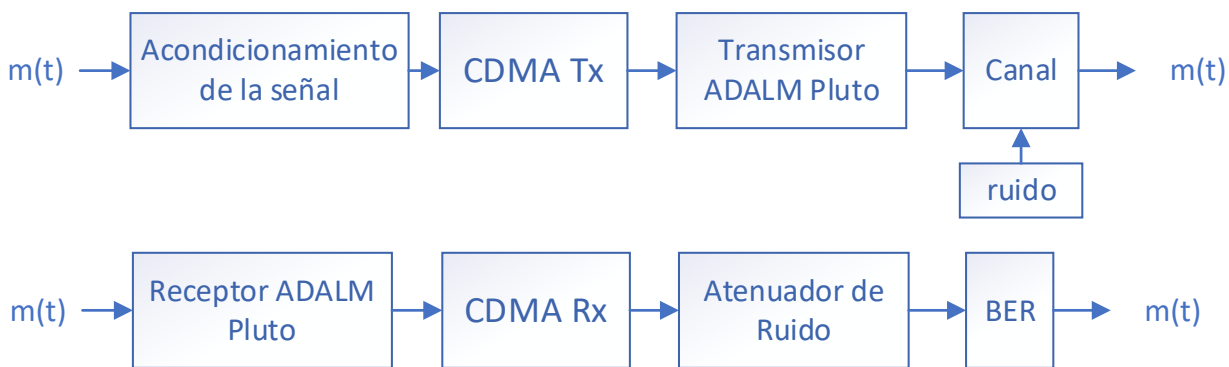 m(t)
Acondicionamiento
de la señal
CDMA Tx
Transmisor
ADALM Pluto
Canal
m(t)
ruido
m(t)
Receptor ADALM
Pluto
CDMA Rx
Atenuador de
Ruido
BER
m(t)